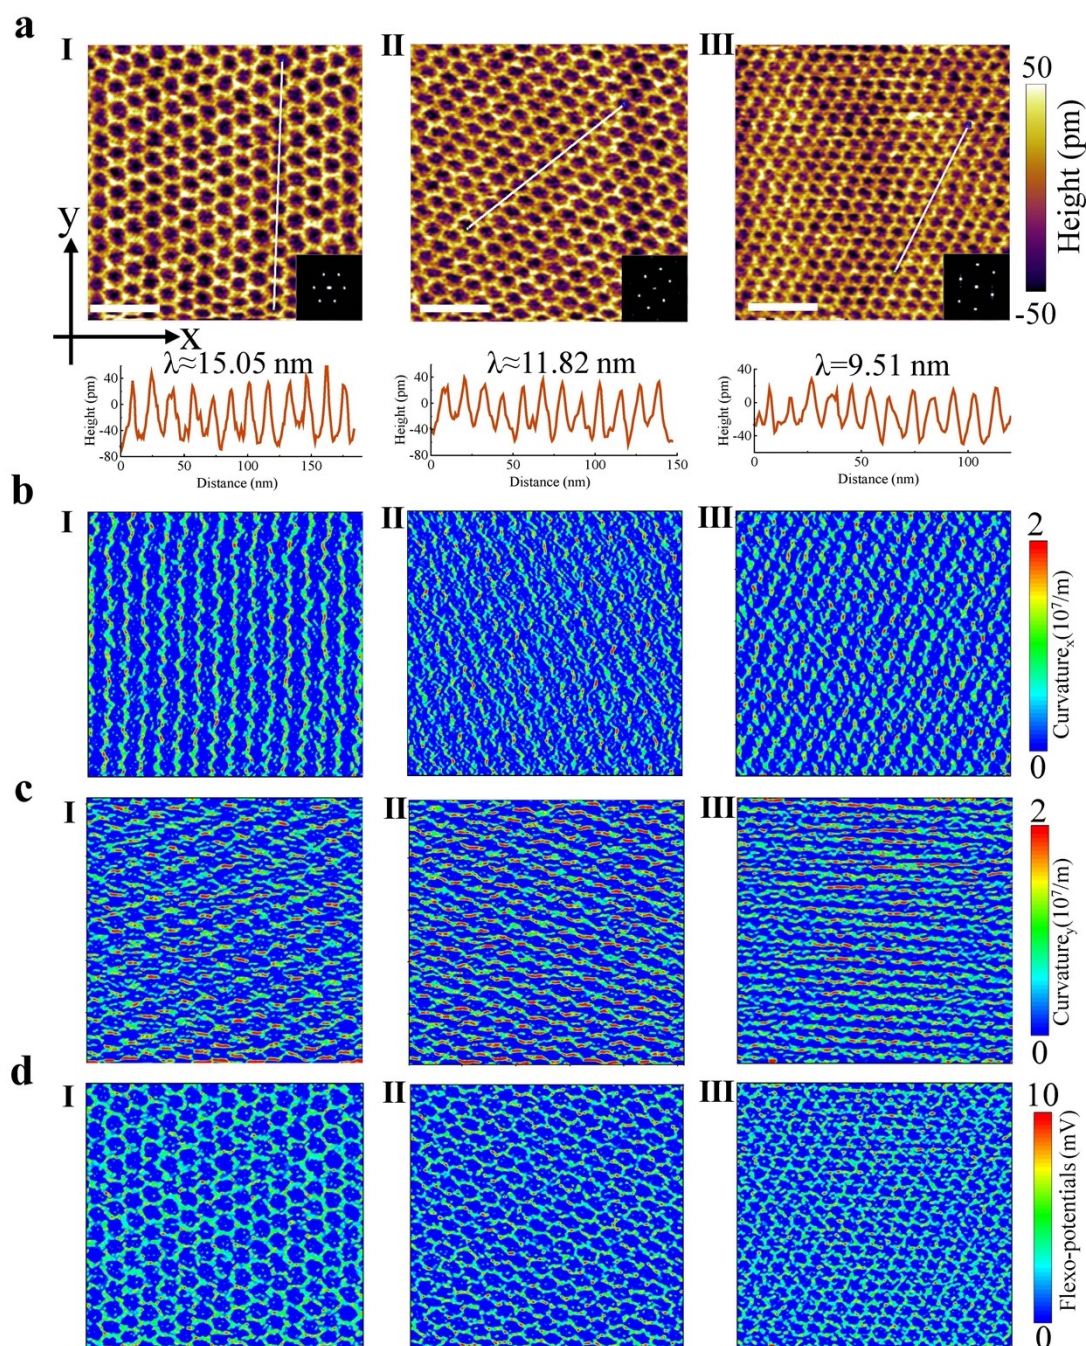 a
I
II
III
50
Height (pm)
-50
y
x
λ≈15.05 nm
λ≈11.82 nm
λ=9.51 nm
Height (pm)
40
0
-40
-80
0
50
100
150
Distance (nm)
Height (pm)
40
0
-40
-80
0
50
100
150
Distance (nm)
Height (pm)
40
0
-40
0
50
100
Distance (nm)
b
I
II
III
2
Curvatureₓ(10⁷/m)
0
c
I
II
III
2
Curvatureᵧ(10⁷/m)
0
d
I
II
III
10
Flexo-potentials (mV)
0